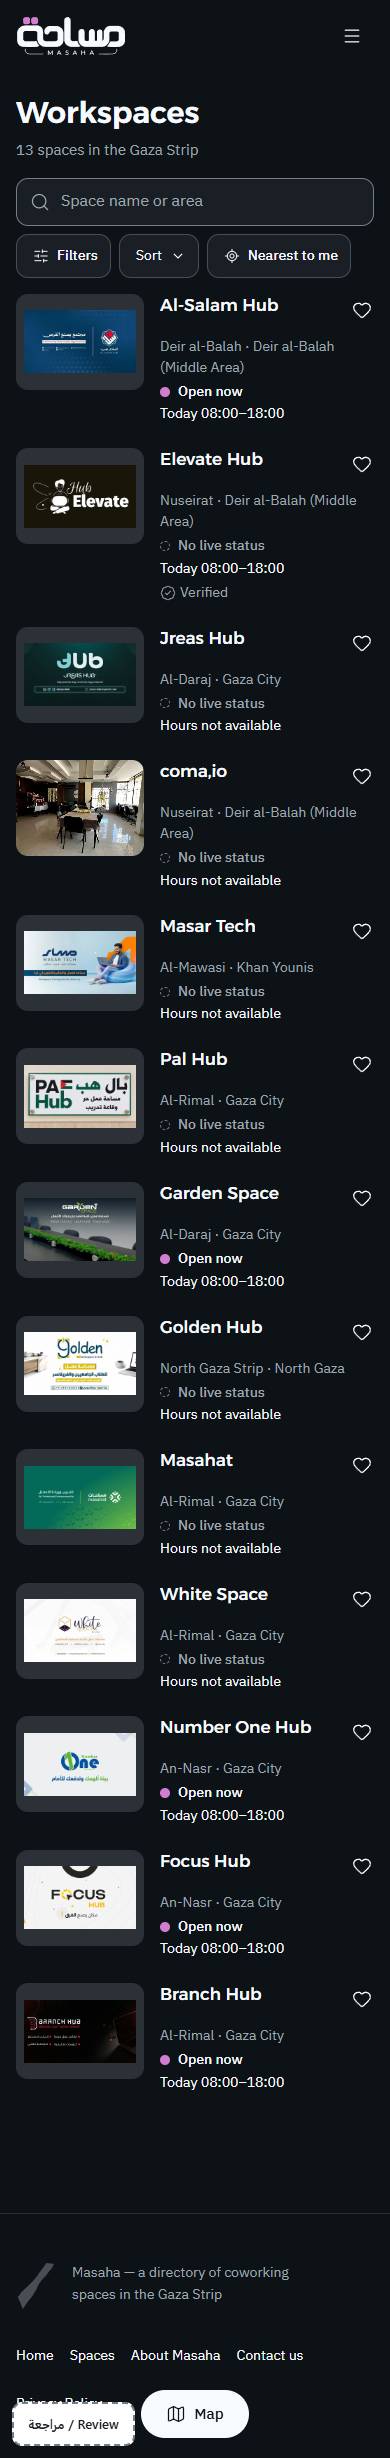 مساحة
MASAHA
Workspaces
13 spaces in the Gaza Strip
Space name or area
Filters
Sort
Nearest to me
Al-Salam Hub
Deir al-Balah · Deir al-Balah
(Middle Area)
Open now
Today 08:00–18:00
Hub
Elevate
Elevate Hub
Nuseirat · Deir al-Balah (Middle
Area)
No live status
Today 08:00–18:00
Verified
JREAS HUB
Jreas Hub
Al-Daraj · Gaza City
No live status
Hours not available
coma,io
Nuseirat · Deir al-Balah (Middle
Area)
No live status
Hours not available
مسار
MASAR TECH
Masar Tech
Al-Mawasi · Khan Younis
No live status
Hours not available
PAL بال هب
Hub
مساحة عمل حر
وقاعة تدريب
Pal Hub
Al-Rimal · Gaza City
No live status
Hours not available
GARDEN
Garden Space
Al-Daraj · Gaza City
Open now
Today 08:00–18:00
golden
Golden Hub
North Gaza Strip · North Gaza
No live status
Hours not available
Masahat
Al-Rimal · Gaza City
No live status
Hours not available
White
White Space
Al-Rimal · Gaza City
No live status
Hours not available
One
Number One Hub
An-Nasr · Gaza City
Open now
Today 08:00–18:00
FOCUS
HUB
Focus Hub
An-Nasr · Gaza City
Open now
Today 08:00–18:00
BRANCH HUB
Branch Hub
Al-Rimal · Gaza City
Open now
Today 08:00–18:00
Masaha — a directory of coworking
spaces in the Gaza Strip
Home
Spaces
About Masaha
Contact us
مراجعة / Review
Map